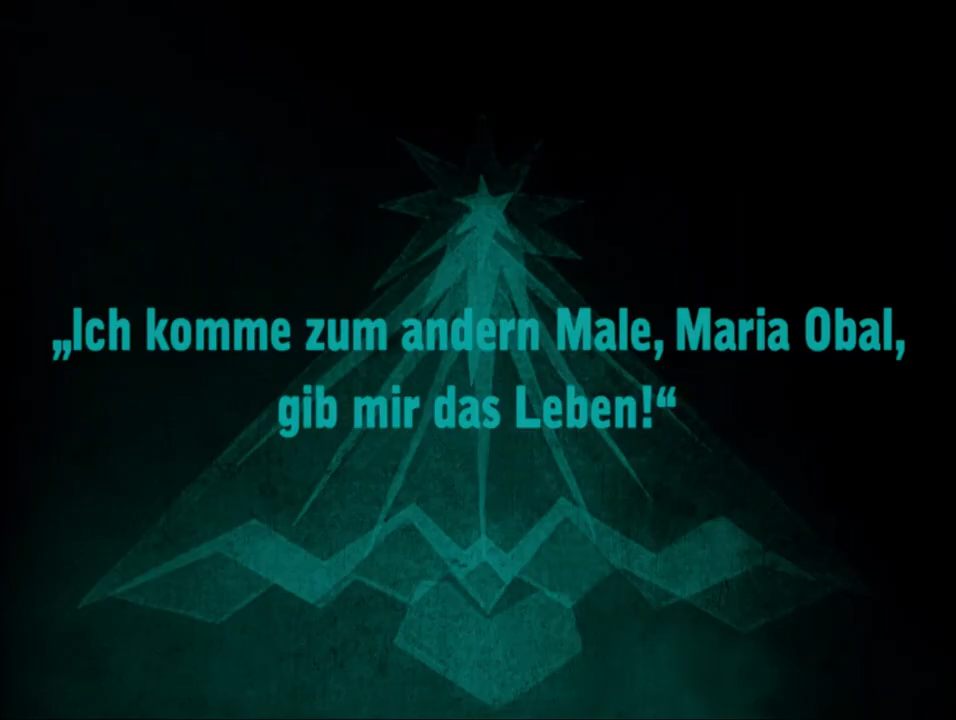 „Ich komme zum andern Male, Maria Obal,
gib mir das Leben!“